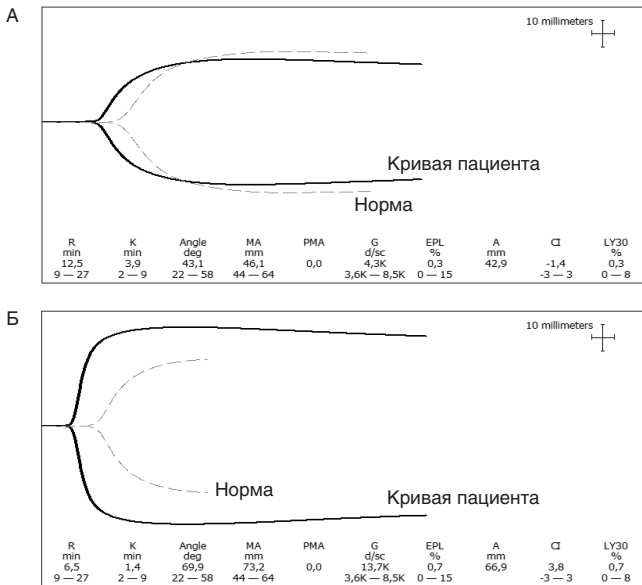 А
10 millimeters
Кривая пациента
Норма
R K Angle MA PMA G EPL A CI LY30
min min deg mm d/sc % mm %
12,5 3,9 43,1 46,1 0,0 4,3K 0,3 42,9 -1,4 0,3
9 — 27 2 — 9 22 — 58 44 — 64 3,6K — 8,5K 0 — 15 -3 — 3 0 — 8
Б
10 millimeters
Норма
Кривая пациента
R K Angle MA PMA G EPL A CI LY30
min min deg mm d/sc % mm %
6,5 1,4 69,9 73,2 0,0 13,7K 0,7 66,9 3,8 0,7
9 — 27 2 — 9 22 — 58 44 — 64 3,6K — 8,5K 0 — 15 -3 — 3 0 — 8